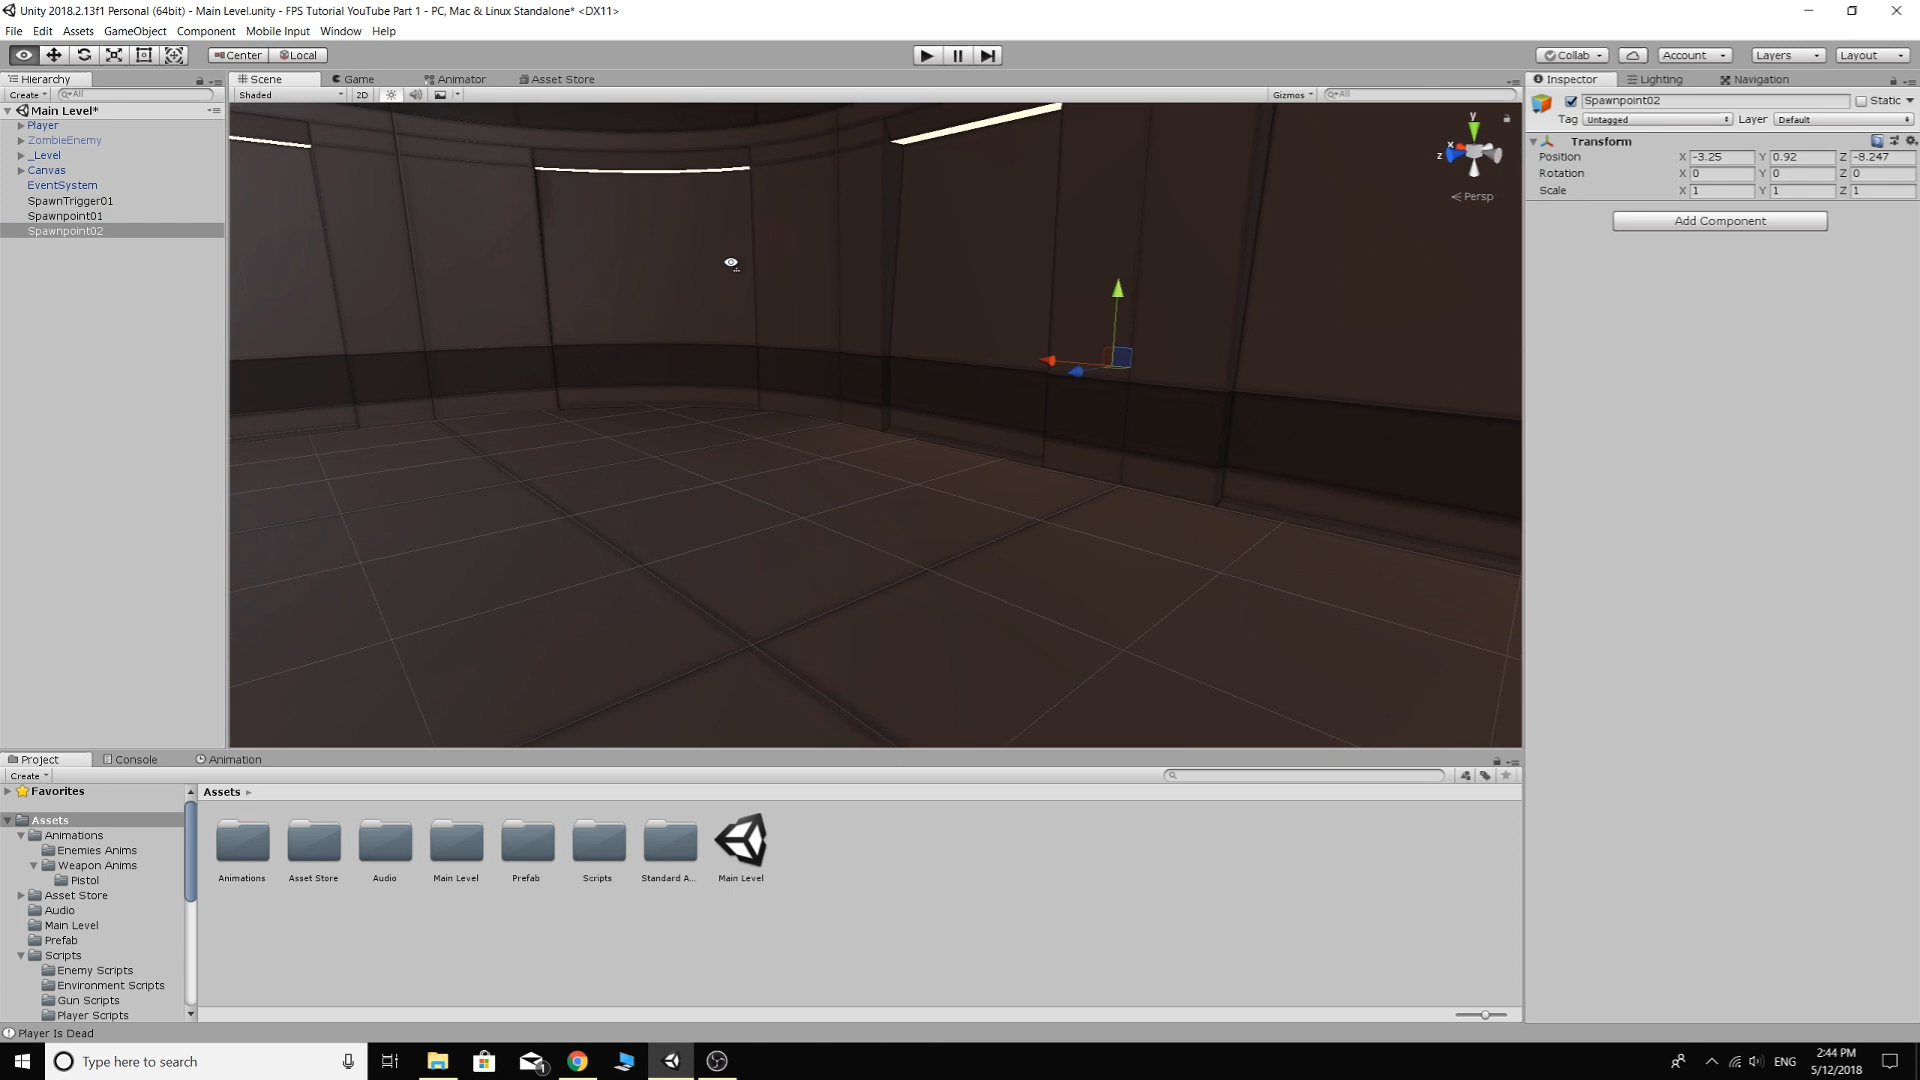 Unity 2018.2.13f1 Personal (64bit) - Main Level.unity - FPS Tutorial YouTube Part 1 - PC, Mac & Linux Standalone* <DX11>
File Edit Assets GameObject Component Mobile Input Window Help
Center Local Collab Account Layers Layout
Hierarchy Scene Game Animator Asset Store Inspector Lighting Navigation
Create All Shaded 2D Gizmos All
Spawnpoint02 Static
Tag Untagged Layer Default
Main Level*
Player
ZombieEnemy
_Level
Canvas
EventSystem
SpawnTrigger01
Spawnpoint01
Spawnpoint02
y
x
z
Persp
Transform
Position X -3.25 Y 0.92 Z -8.247
Rotation X 0 Y 0 Z 0
Scale X 1 Y 1 Z 1
Add Component
Project Console Animation
Create
Favorites
Assets
Animations
Enemies Anims
Weapon Anims
Pistol
Asset Store
Audio
Main Level
Prefab
Scripts
Enemy Scripts
Environment Scripts
Gun Scripts
Player Scripts
Assets
Animations Asset Store Audio Main Level Prefab Scripts Standard A... Main Level
Player Is Dead
Type here to search
1
ENG
2:44 PM
5/12/2018